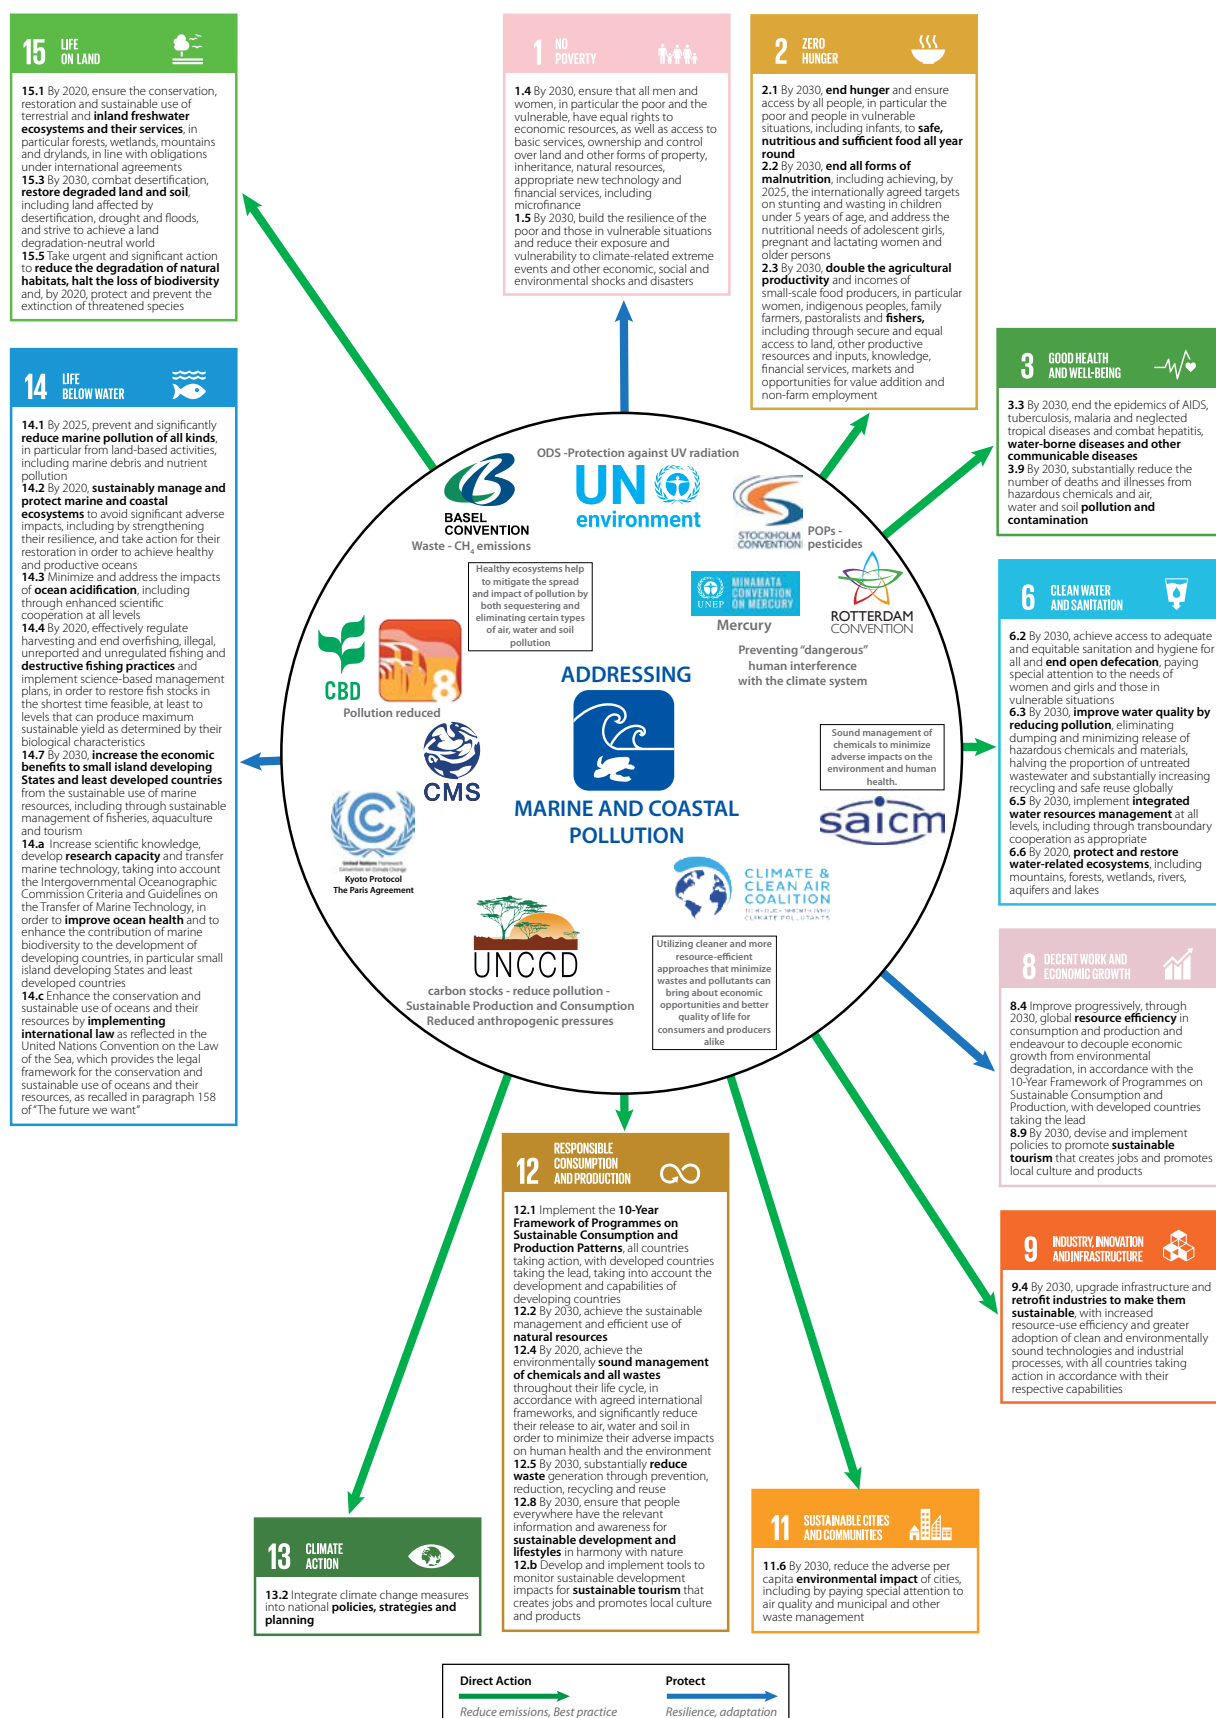 15 LIFE
ON LAND
15.1 By 2020, ensure the conservation,
restoration and sustainable use of
terrestrial and inland freshwater
ecosystems and their services, in
particular forests, wetlands, mountains
and drylands, in line with obligations
under international agreements
15.3 By 2030, combat desertification,
restore degraded land and soil,
including land affected by
desertification, drought and floods,
and strive to achieve a land
degradation-neutral world
15.5 Take urgent and significant action
to reduce the degradation of natural
habitats, halt the loss of biodiversity
and, by 2020, protect and prevent the
extinction of threatened species
1 NO
POVERTY
1.4 By 2030, ensure that all men and
women, in particular the poor and the
vulnerable, have equal rights to
economic resources, as well as access to
basic services, ownership and control
over land and other forms of property,
inheritance, natural resources,
appropriate new technology and
financial services, including
microfinance
1.5 By 2030, build the resilience of the
poor and those in vulnerable situations
and reduce their exposure and
vulnerability to climate-related extreme
events and other economic, social and
environmental shocks and disasters
2 ZERO
HUNGER
2.1 By 2030, end hunger and ensure
access by all people, in particular the
poor and people in vulnerable
situations, including infants, to safe,
nutritious and sufficient food all year
round
2.2 By 2030, end all forms of
malnutrition, including achieving, by
2025, the internationally agreed targets
on stunting and wasting in children
under 5 years of age, and address the
nutritional needs of adolescent girls,
pregnant and lactating women and
older persons
2.3 By 2030, double the agricultural
productivity and incomes of
small-scale food producers, in particular
women, indigenous peoples, family
farmers, pastoralists and fishers,
including through secure and equal
access to land, other productive
resources and inputs, knowledge,
financial services, markets and
opportunities for value addition and
non-farm employment
3 GOOD HEALTH
AND WELL-BEING
3.3 By 2030, end the epidemics of AIDS,
tuberculosis, malaria and neglected
tropical diseases and combat hepatitis,
water-borne diseases and other
communicable diseases
3.9 By 2030, substantially reduce the
number of deaths and illnesses from
hazardous chemicals and air,
water and soil pollution and
contamination
14 LIFE
BELOW WATER
14.1 By 2025, prevent and significantly
reduce marine pollution of all kinds,
in particular from land-based activities,
including marine debris and nutrient
pollution
14.2 By 2020, sustainably manage and
protect marine and coastal
ecosystems to avoid significant adverse
impacts, including by strengthening
their resilience, and take action for their
restoration in order to achieve healthy
and productive oceans
14.3 Minimize and address the impacts
of ocean acidification, including
through enhanced scientific
cooperation at all levels
14.4 By 2020, effectively regulate
harvesting and end overfishing, illegal,
unreported and unregulated fishing and
destructive fishing practices and
implement science-based management
plans, in order to restore fish stocks in
the shortest time feasible, at least to
levels that can produce maximum
sustainable yield as determined by their
biological characteristics
14.7 By 2030, increase the economic
benefits to small island developing
States and least developed countries
from the sustainable use of marine
resources, including through sustainable
management of fisheries, aquaculture
and tourism
14.a Increase scientific knowledge,
develop research capacity and transfer
marine technology, taking into account
the Intergovernmental Oceanographic
Commission Criteria and Guidelines on
the Transfer of Marine Technology, in
order to improve ocean health and to
enhance the contribution of marine
biodiversity to the development of
developing countries, in particular small
island developing States and least
developed countries
14.c Enhance the conservation and
sustainable use of oceans and their
resources by implementing
international law as reflected in the
United Nations Convention on the Law
of the Sea, which provides the legal
framework for the conservation and
sustainable use of oceans and their
resources, as recalled in paragraph 158
of "The future we want"
ODS -Protection against UV radiation
UN
environment
BASEL
CONVENTION
Waste - CH4 emissions
STOCKHOLM
CONVENTION
POPs -
pesticides
Healthy ecosystems help
to mitigate the spread
and impact of pollution by
both sequestering and
eliminating certain types
of air, water and soil
pollution
UNEP
MINAMATA
CONVENTION
ON MERCURY
Mercury
ROTTERDAM
CONVENTION
CBD
8
Pollution reduced
Preventing "dangerous"
human interference
with the climate system
ADDRESSING
MARINE AND COASTAL
POLLUTION
CMS
Sound management of
chemicals to minimize
adverse impacts on the
environment and human
health.
saicm
United Nations Framework
Convention on Climate Change
Kyoto Protocol
The Paris Agreement
CLIMATE &
CLEAN AIR
COALITION
TO REDUCE SHORT-LIVED
CLIMATE POLLUTANTS
UNCCD
carbon stocks - reduce pollution -
Sustainable Production and Consumption
Reduced anthropogenic pressures
Utilizing cleaner and more
resource-efficient
approaches that minimize
wastes and pollutants can
bring about economic
opportunities and better
quality of life for
consumers and producers
alike
6 CLEAN WATER
AND SANITATION
6.2 By 2030, achieve access to adequate
and equitable sanitation and hygiene for
all and end open defecation, paying
special attention to the needs of
women and girls and those in
vulnerable situations
6.3 By 2030, improve water quality by
reducing pollution, eliminating
dumping and minimizing release of
hazardous chemicals and materials,
halving the proportion of untreated
wastewater and substantially increasing
recycling and safe reuse globally
6.5 By 2030, implement integrated
water resources management at all
levels, including through transboundary
cooperation as appropriate
6.6 By 2020, protect and restore
water-related ecosystems, including
mountains, forests, wetlands, rivers,
aquifers and lakes
8 DECENT WORK AND
ECONOMIC GROWTH
8.4 Improve progressively, through
2030, global resource efficiency in
consumption and production and
endeavour to decouple economic
growth from environmental
degradation, in accordance with the
10-Year Framework of Programmes on
Sustainable Consumption and
Production, with developed countries
taking the lead
8.9 By 2030, devise and implement
policies to promote sustainable
tourism that creates jobs and promotes
local culture and products
9 INDUSTRY, INNOVATION
AND INFRASTRUCTURE
9.4 By 2030, upgrade infrastructure and
retrofit industries to make them
sustainable, with increased
resource-use efficiency and greater
adoption of clean and environmentally
sound technologies and industrial
processes, with all countries taking
action in accordance with their
respective capabilities
12 RESPONSIBLE
CONSUMPTION
AND PRODUCTION
12.1 Implement the 10-Year
Framework of Programmes on
Sustainable Consumption and
Production Patterns, all countries
taking action, with developed countries
taking the lead, taking into account the
development and capabilities of
developing countries
12.2 By 2030, achieve the sustainable
management and efficient use of
natural resources
12.4 By 2020, achieve the
environmentally sound management
of chemicals and all wastes
throughout their life cycle, in
accordance with agreed international
frameworks, and significantly reduce
their release to air, water and soil in
order to minimize their adverse impacts
on human health and the environment
12.5 By 2030, substantially reduce
waste generation through prevention,
reduction, recycling and reuse
12.8 By 2030, ensure that people
everywhere have the relevant
information and awareness for
sustainable development and
lifestyles in harmony with nature
12.b Develop and implement tools to
monitor sustainable development
impacts for sustainable tourism that
creates jobs and promotes local culture
and products
13 CLIMATE
ACTION
13.2 Integrate climate change measures
into national policies, strategies and
planning
11 SUSTAINABLE CITIES
AND COMMUNITIES
11.6 By 2030, reduce the adverse per
capita environmental impact of cities,
including by paying special attention to
air quality and municipal and other
waste management
Direct Action
Reduce emissions, Best practice
Protect
Resilience, adaptation